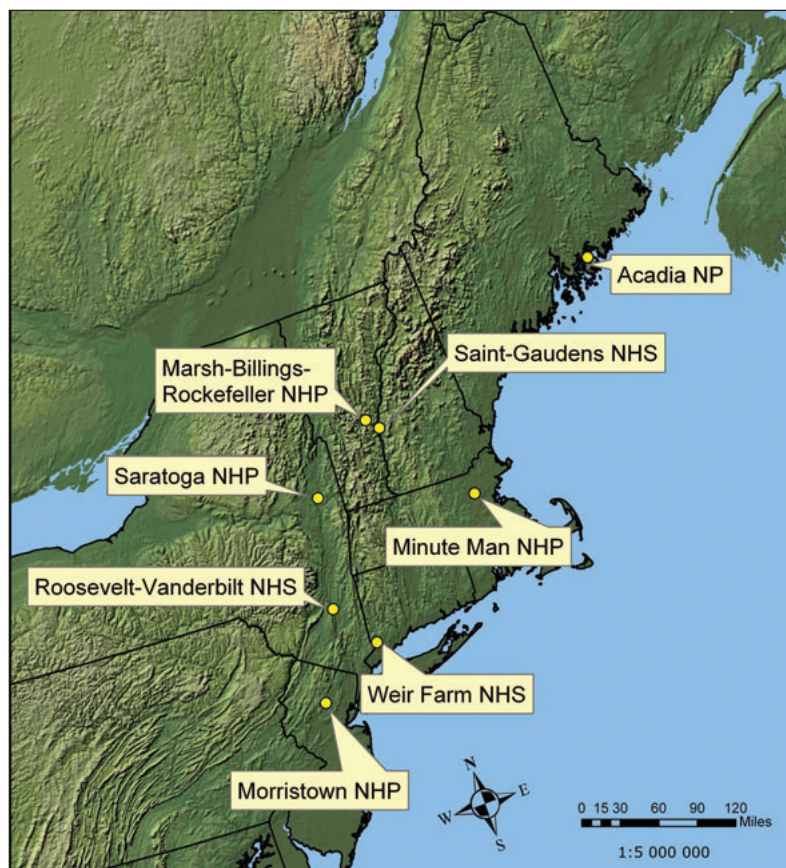 Acadia NP
Saint-Gaudens NHS
Marsh-Billings-
Rockefeller NHP
Saratoga NHP
Minute Man NHP
Roosevelt-Vanderbilt NHS
Weir Farm NHS
Morristown NHP
N
E
W
S
0 15 30 60 90 120
Miles
1:5 000 000